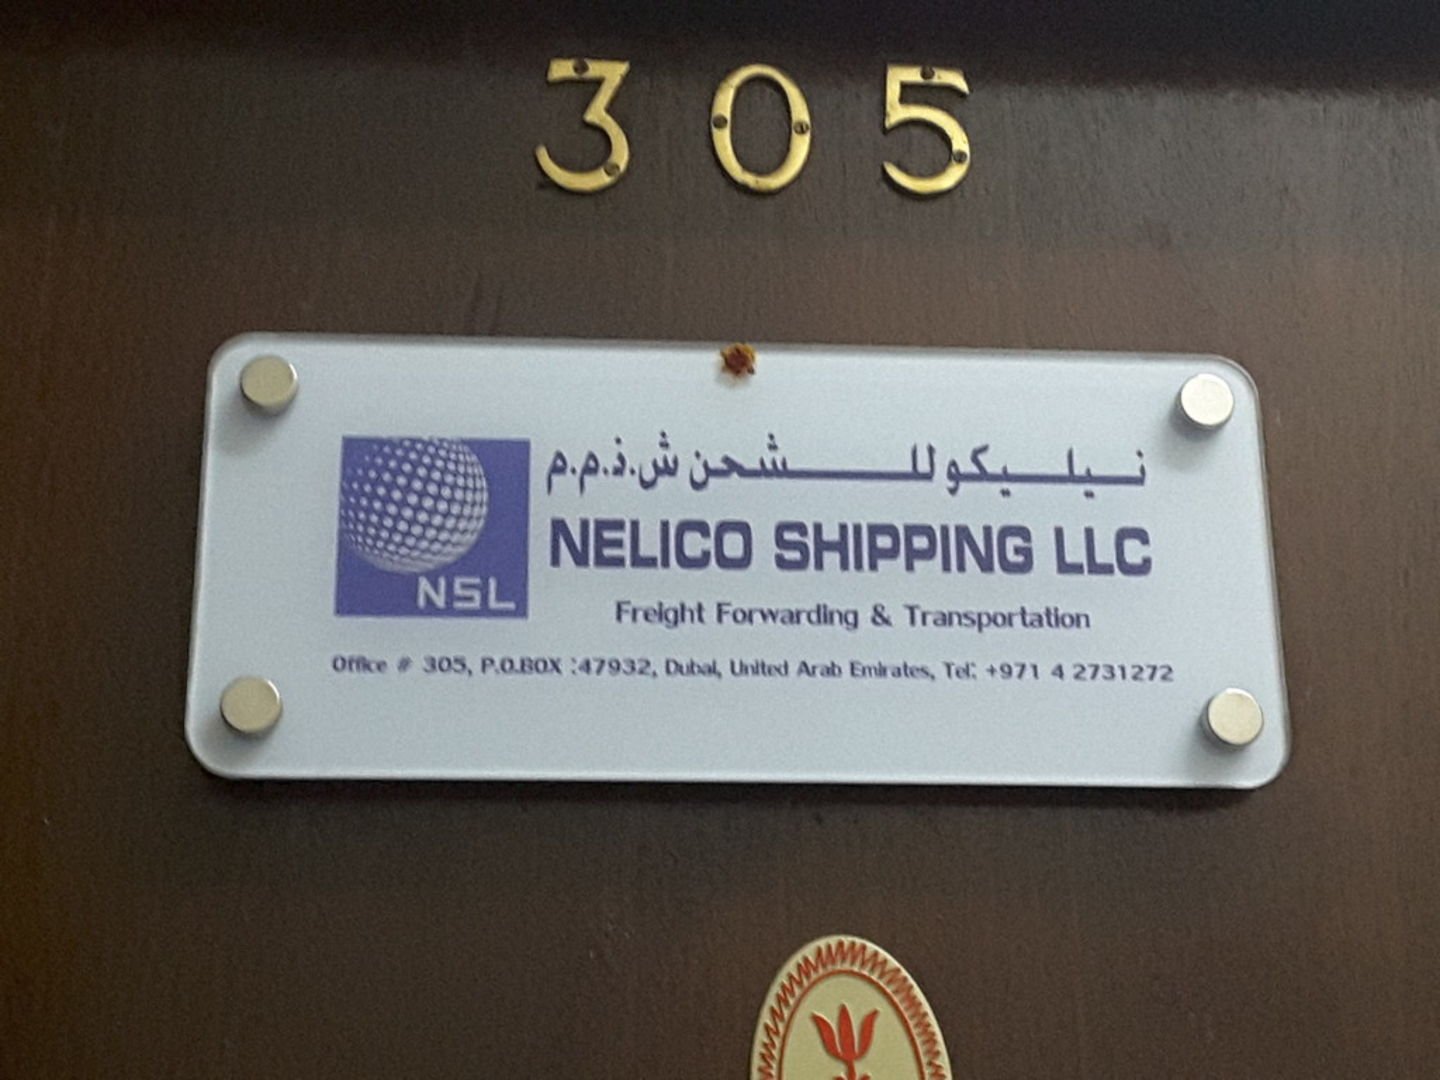 305
نيليكو للشحن ش.ذ.م.م
NSL
NELICO SHIPPING LLC
Freight Forwarding & Transportation
Office # 305, P.O.BOX :47932, Dubai, United Arab Emirates, Tel: +971 4 2731272